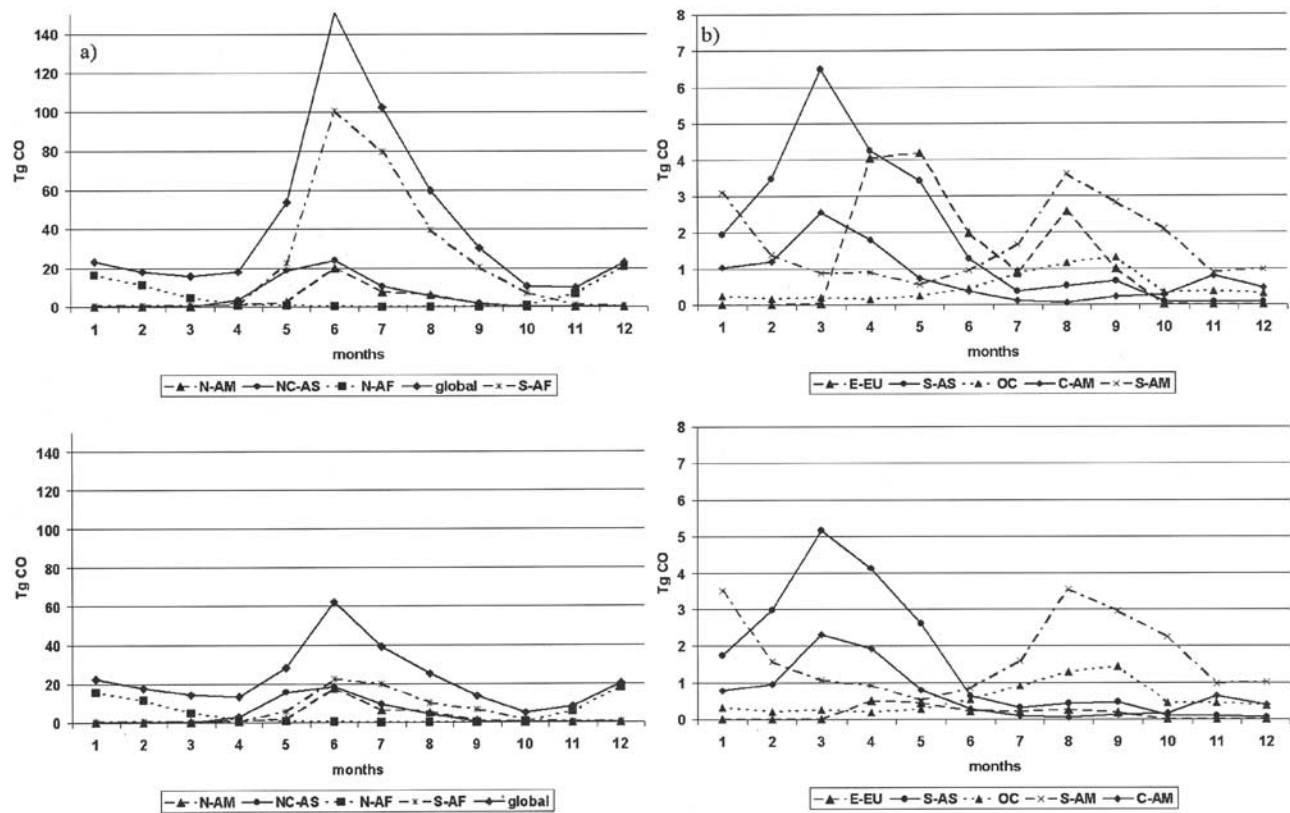 a)
140
120
100
80
60
40
20
0
Tg CO
1 2 3 4 5 6 7 8 9 10 11 12
months
N-AM NC-AS N-AF global S-AF
b)
8
7
6
5
4
3
2
1
0
Tg CO
1 2 3 4 5 6 7 8 9 10 11 12
months
E-EU S-AS OC C-AM S-AM
140
120
100
80
60
40
20
0
Tg CO
1 2 3 4 5 6 7 8 9 10 11 12
months
N-AM NC-AS N-AF S-AF global
8
7
6
5
4
3
2
1
0
Tg CO
1 2 3 4 5 6 7 8 9 10 11 12
months
E-EU S-AS OC S-AM C-AM